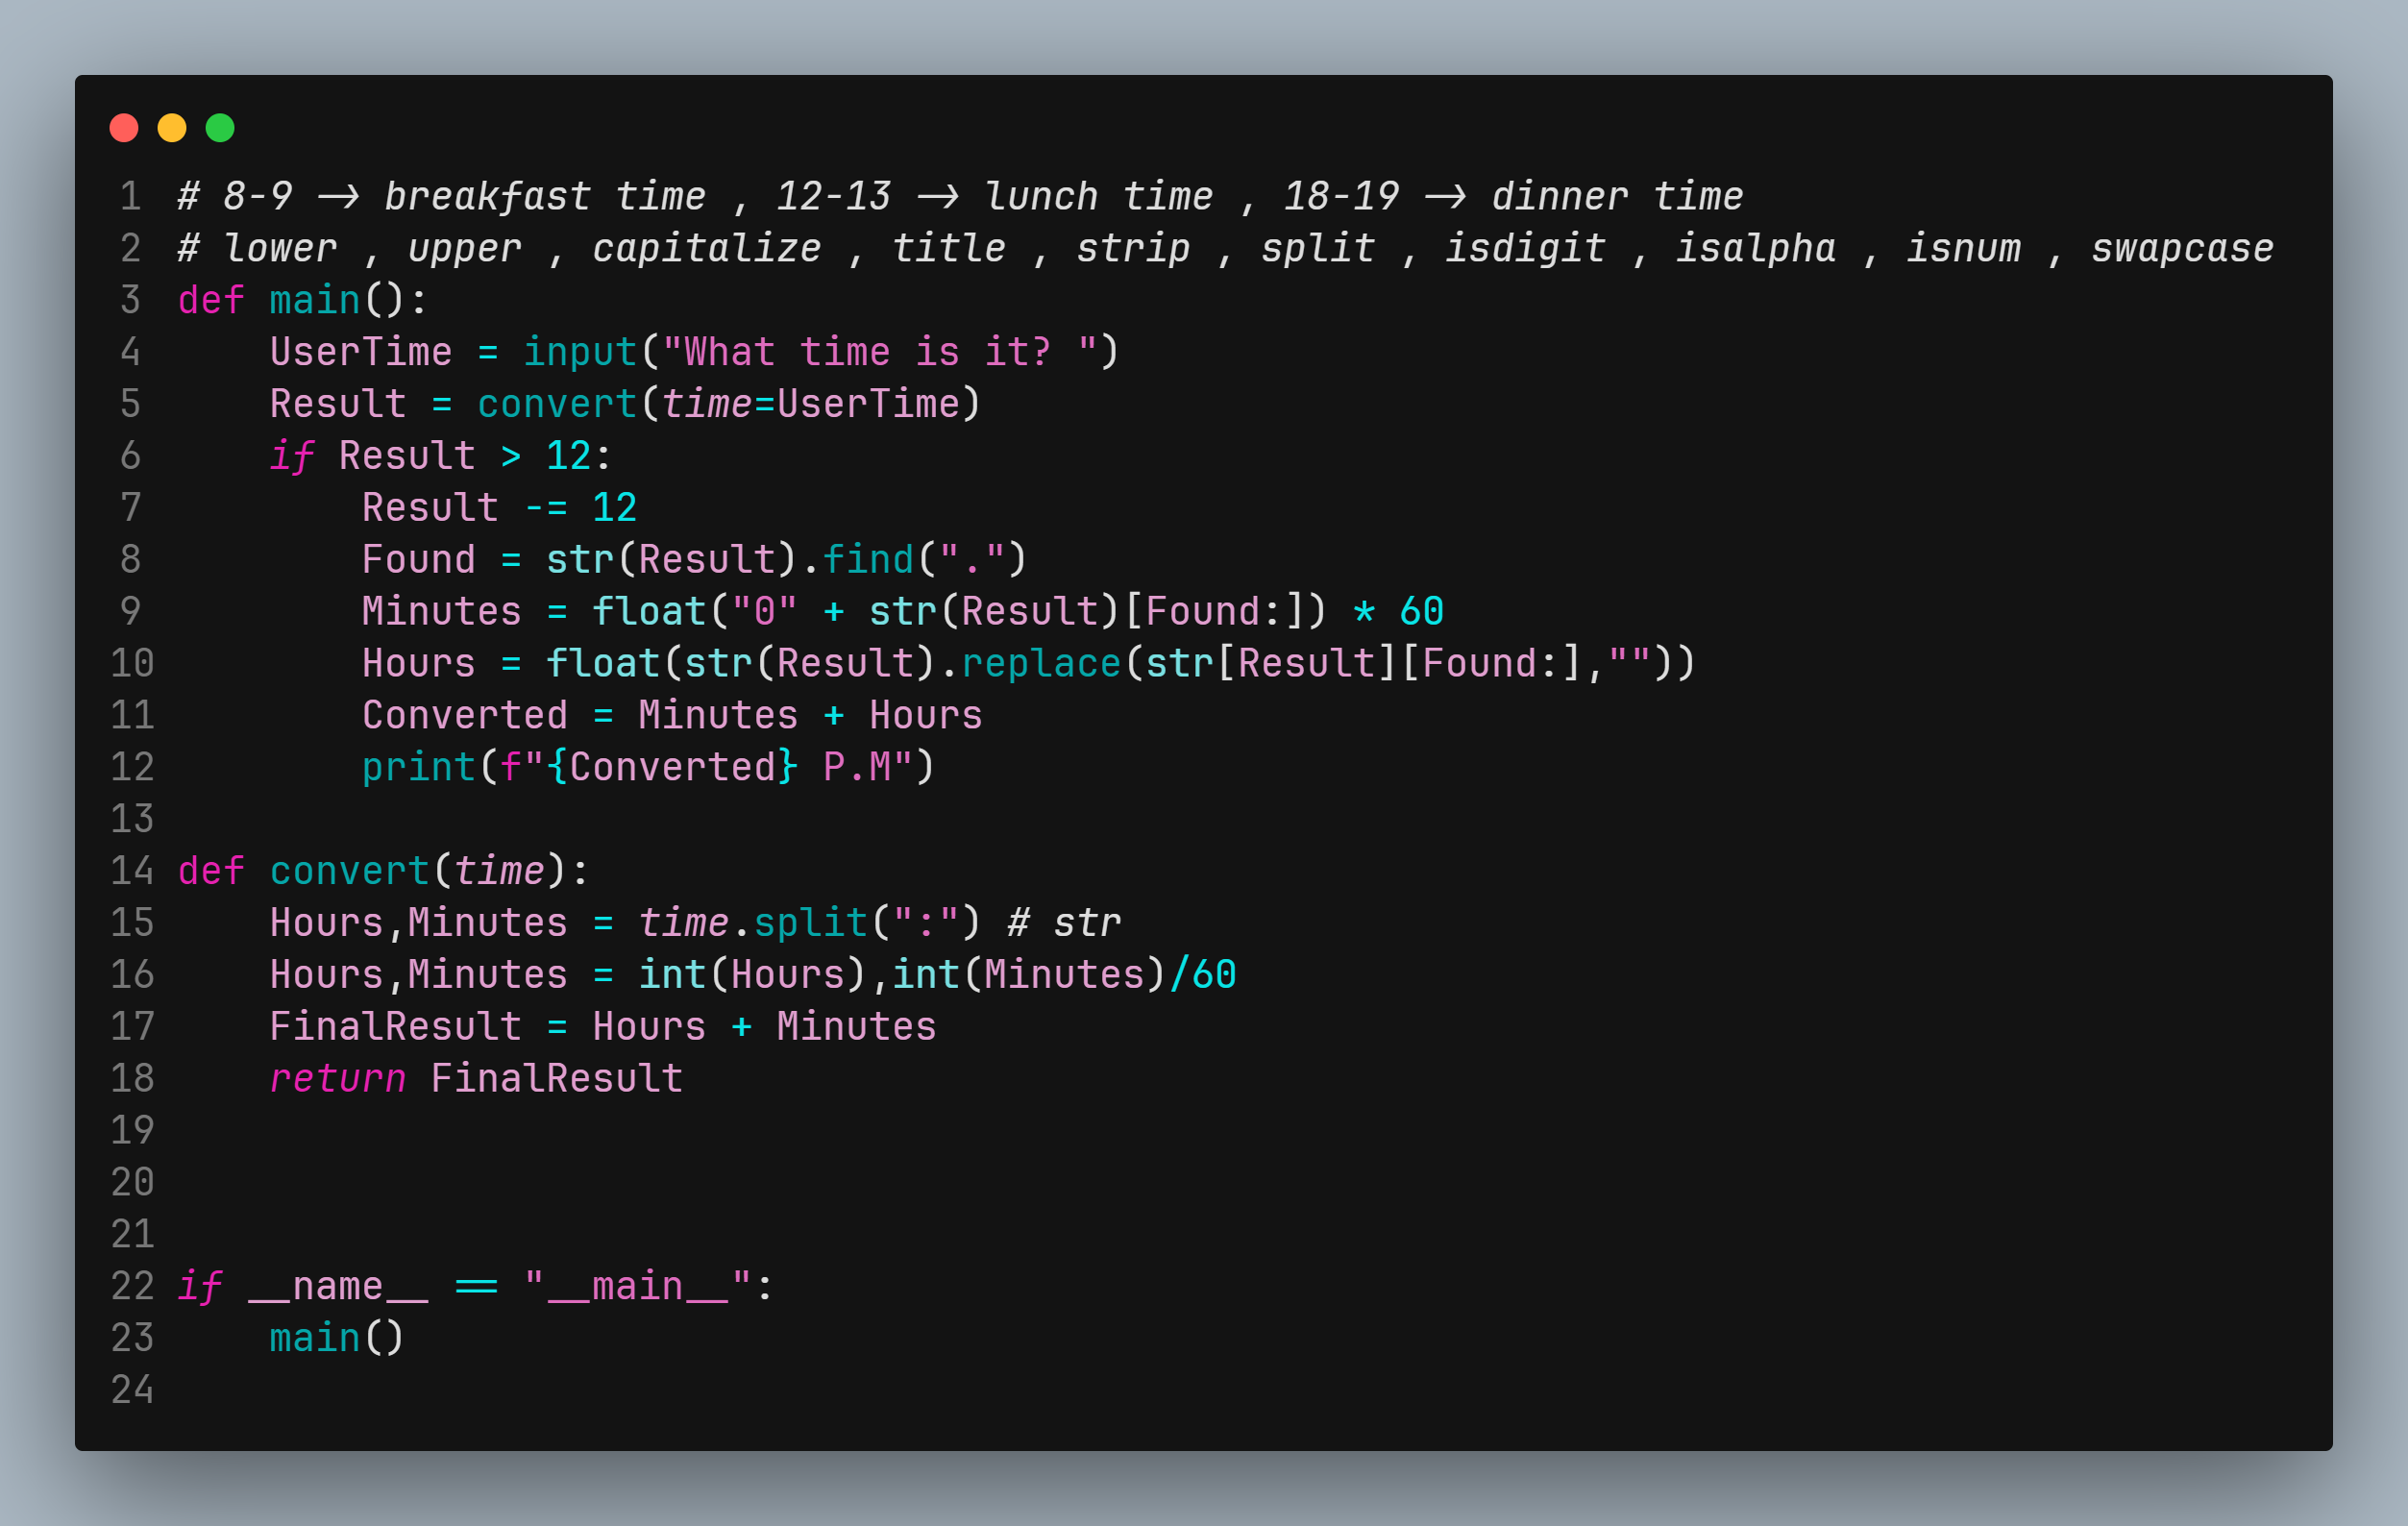 1 # 8-9 -> breakfast time , 12-13 -> lunch time , 18-19 -> dinner time
2 # lower , upper , capitalize , title , strip , split , isdigit , isalpha , isnum , swapcase
3 def main():
4     UserTime = input("What time is it? ")
5     Result = convert(time=UserTime)
6     if Result > 12:
7         Result -= 12
8         Found = str(Result).find(".")
9         Minutes = float("0" + str(Result)[Found:]) * 60
10         Hours = float(str(Result).replace(str[Result][Found:],""))
11         Converted = Minutes + Hours
12         print(f"{Converted} P.M")
13
14 def convert(time):
15     Hours,Minutes = time.split(":") # str
16     Hours,Minutes = int(Hours),int(Minutes)/60
17     FinalResult = Hours + Minutes
18     return FinalResult
19
20
21
22 if __name__ == "__main__":
23     main()
24